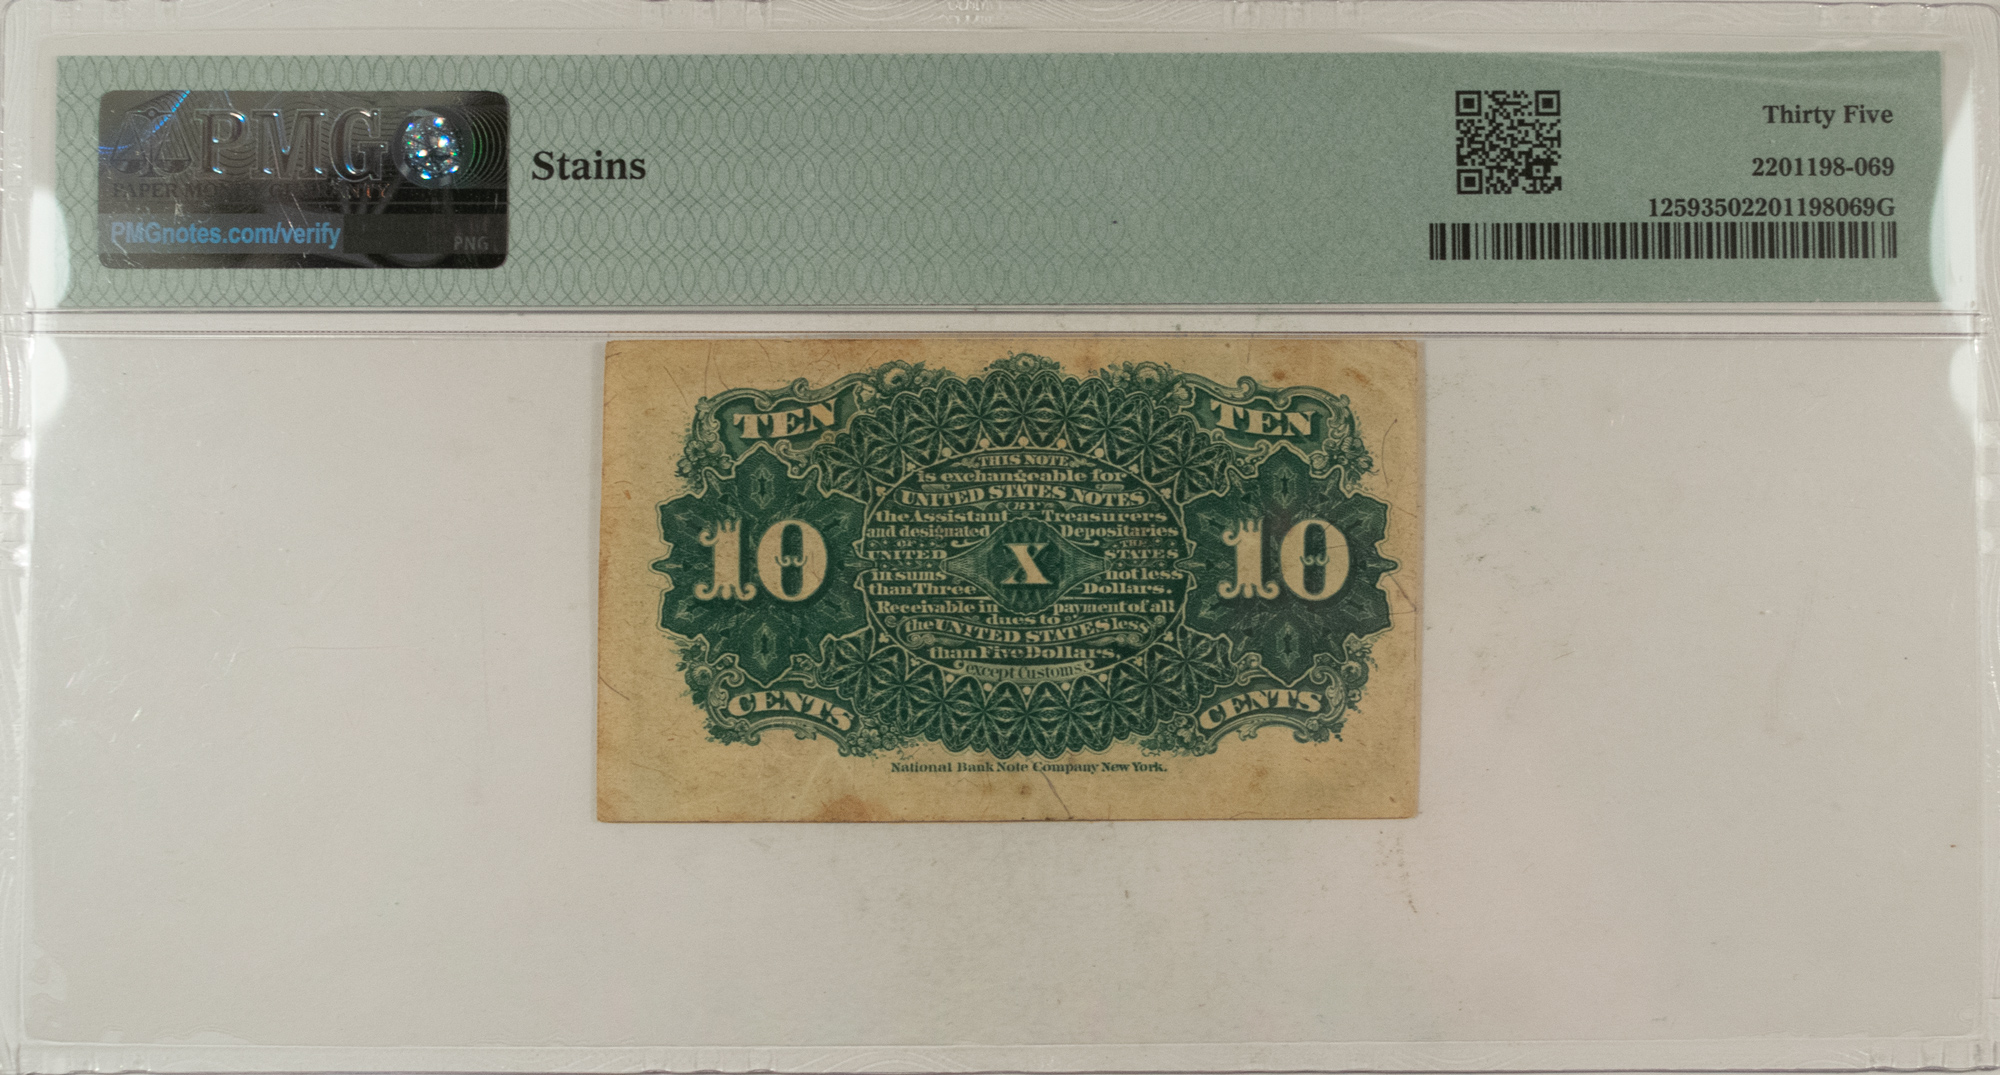 PMG
PAPER MONEY GUARANTY
PMGnotes.com/verify
PNG
Stains
Thirty Five
2201198-069
12593502201198069G
TEN
TEN
10
10
THIS NOTE
is exchangeable for
UNITED STATES NOTES
BY
the Assistant Treasurers
and designated Depositaries
OF THE
UNITED STATES
X
in sums not less
than Three Dollars.
Receivable in payment of all
dues to
the UNITED STATES less
than Five Dollars,
except Customs.
CENTS
CENTS
National Bank Note Company New York.